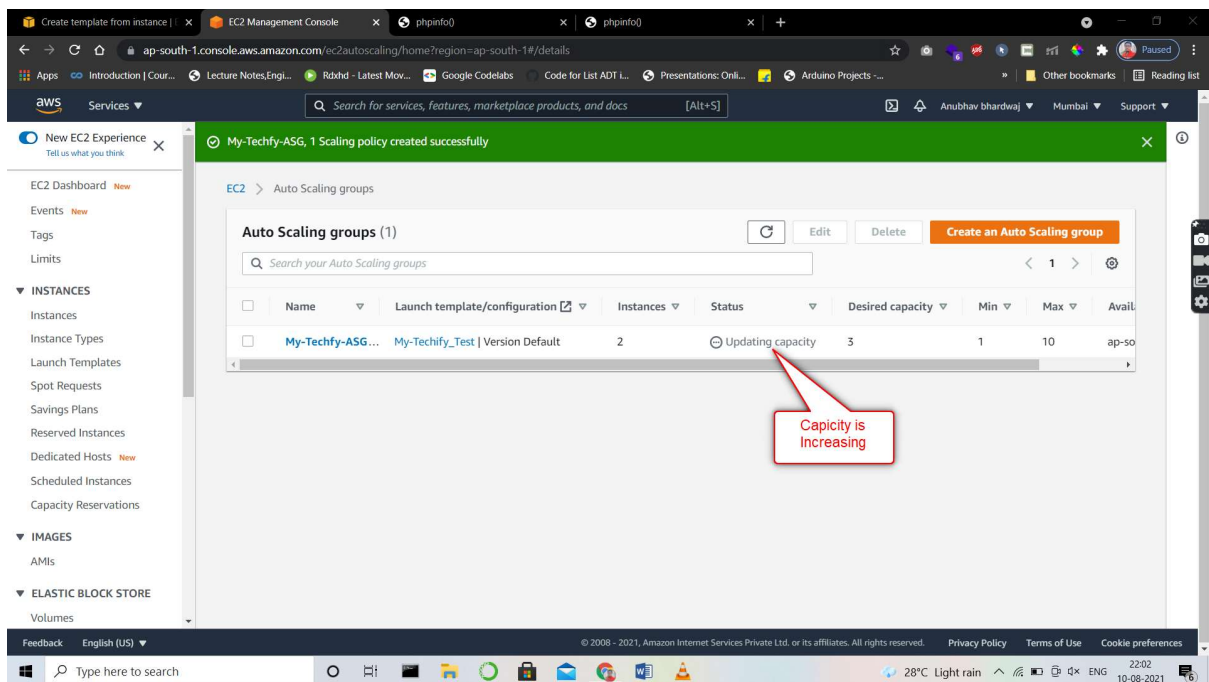 Create template from instance |
EC2 Management Console
phpinfo()
phpinfo()
ap-south-1.console.aws.amazon.com/ec2autoscaling/home?region=ap-south-1#/details
Paused
Apps
Introduction | Cour...
Lecture Notes,Engi...
Rdxhd - Latest Mov...
Google Codelabs
Code for List ADT i...
Presentations: Onli...
Arduino Projects -...
»
Other bookmarks
Reading list
aws
Services ▼
Search for services, features, marketplace products, and docs
[Alt+S]
Anubhav bhardwaj ▼
Mumbai ▼
Support ▼
New EC2 Experience
Tell us what you think
My-Techfy-ASG, 1 Scaling policy created successfully
EC2 Dashboard New
Events New
Tags
Limits
▼ INSTANCES
Instances
Instance Types
Launch Templates
Spot Requests
Savings Plans
Reserved Instances
Dedicated Hosts New
Scheduled Instances
Capacity Reservations
▼ IMAGES
AMIs
▼ ELASTIC BLOCK STORE
Volumes
EC2 > Auto Scaling groups
Auto Scaling groups (1)
Edit
Delete
Create an Auto Scaling group
Search your Auto Scaling groups
< 1 >
Name
Launch template/configuration
Instances
Status
Desired capacity
Min
Max
Avail
My-Techfy-ASG...
My-Techify_Test | Version Default
2
Updating capacity
3
1
10
ap-so
Capicity is
Increasing
Feedback
English (US) ▼
© 2008 - 2021, Amazon Internet Services Private Ltd. or its affiliates. All rights reserved.
Privacy Policy
Terms of Use
Cookie preferences
Type here to search
28°C Light rain
ENG
22:02
10-08-2021
6